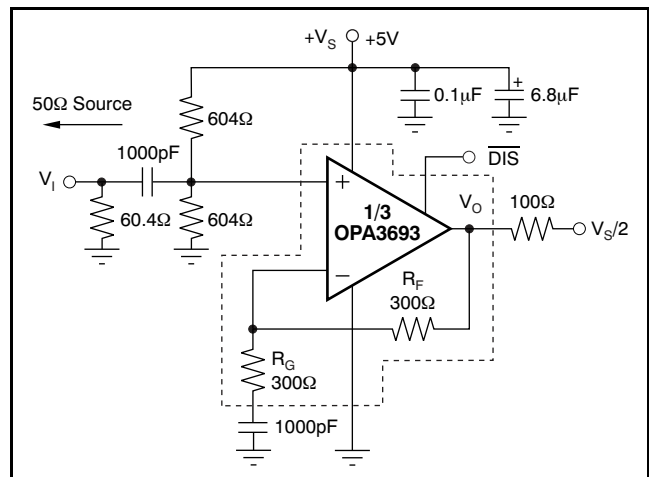 +V_S +5V
0.1μF
6.8μF
+
50Ω Source
604Ω
1000pF
D̅I̅S̅
V_I
+
1/3
OPA3693
V_O
100Ω
V_S/2
60.4Ω
604Ω
−
R_F
300Ω
R_G
300Ω
1000pF